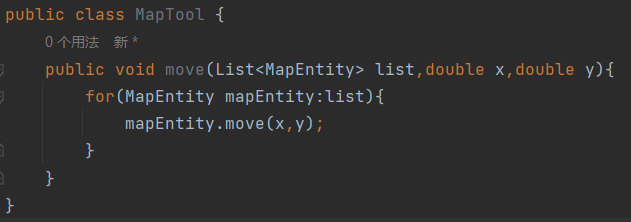 public class MapTool {
0 个用法 新 *
public void move(List<MapEntity> list,double x,double y){
for(MapEntity mapEntity:list){
mapEntity.move(x,y);
}
}
}